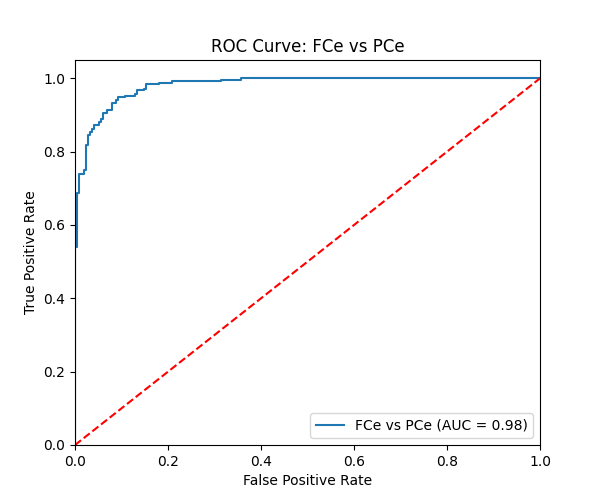 ROC Curve: FCe vs PCe
True Positive Rate
1.0
0.8
0.6
0.4
0.2
0.0
FCe vs PCe (AUC = 0.98)
0.0 0.2 0.4 0.6 0.8 1.0
False Positive Rate